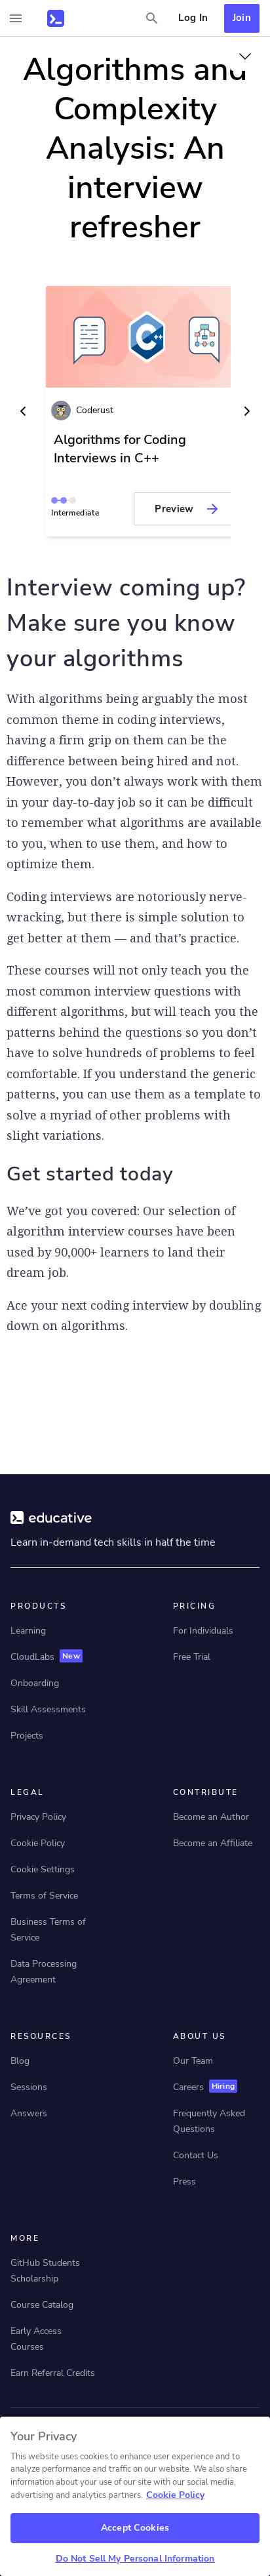 Log In
Join
Algorithms and
Complexity
Analysis: An
interview
refresher
C++
Coderust
Algorithms for Coding
Interviews in C++
Intermediate
Preview
Interview coming up?
Make sure you know
your algorithms
With algorithms being arguably the most
common theme in coding interviews,
having a firm grip on them can be the
difference between being hired and not.
However, you don’t always work with them
in your day-to-day job so it can be difficult
to remember what algorithms are available
to you, when to use them, and how to
optimize them.
Coding interviews are notoriously nerve-
wracking, but there is simple solution to
get better at them — and that’s practice.
These courses will not only teach you the
most common interview questions with
different algorithms, but will teach you the
patterns behind the questions so you don’t
have to solve hundreds of problems to feel
comfortable. If you understand the generic
patterns, you can use them as a template to
solve a myriad of other problems with
slight variations.
Get started today
We’ve got you covered: Our selection of
algorithm interview courses have been
used by 90,000+ learners to land their
dream job.
Ace your next coding interview by doubling
down on algorithms.
educative
Learn in-demand tech skills in half the time
PRODUCTS
Learning
CloudLabs New
Onboarding
Skill Assessments
Projects
PRICING
For Individuals
Free Trial
LEGAL
Privacy Policy
Cookie Policy
Cookie Settings
Terms of Service
Business Terms of
Service
Data Processing
Agreement
CONTRIBUTE
Become an Author
Become an Affiliate
RESOURCES
Blog
Sessions
Answers
ABOUT US
Our Team
Careers Hiring
Frequently Asked
Questions
Contact Us
Press
MORE
GitHub Students
Scholarship
Course Catalog
Early Access
Courses
Earn Referral Credits
Your Privacy
This website uses cookies to enhance user experience and to
analyze performance and traffic on our website. We also share
information about your use of our site with our social media,
advertising and analytics partners. Cookie Policy
Accept Cookies
Do Not Sell My Personal Information